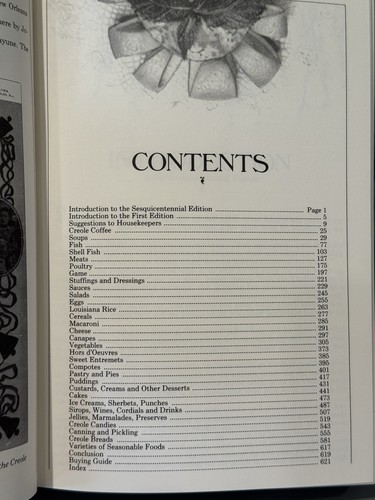 ew Orleans
ere by Jo-
ayune. The
the Creole
CONTENTS
Introduction to the Sesquicentennial Edition ........ Page 1
Introduction to the First Edition ........ 5
Suggestions to Housekeepers ........ 9
Creole Coffee ........ 25
Soups ........ 29
Fish ........ 77
Shell Fish ........ 103
Meats ........ 127
Poultry ........ 175
Game ........ 197
Stuffings and Dressings ........ 221
Sauces ........ 229
Salads ........ 245
Eggs ........ 255
Louisiana Rice ........ 263
Cereals ........ 277
Macaroni ........ 285
Cheese ........ 291
Canapes ........ 297
Vegetables ........ 305
Hors d'Oeuvres ........ 373
Sweet Entremets ........ 385
Compotes ........ 395
Pastry and Pies ........ 401
Puddings ........ 417
Custards, Creams and Other Desserts ........ 431
Cakes ........ 441
Ice Creams, Sherbets, Punches ........ 473
Sirops, Wines, Cordials and Drinks ........ 487
Jellies, Marmalades, Preserves ........ 507
Creole Candies ........ 519
Canning and Pickling ........ 543
Creole Breads ........ 555
Varieties of Seasonable Foods ........ 581
Conclusion ........ 617
Buying Guide ........ 619
Index ........ 621